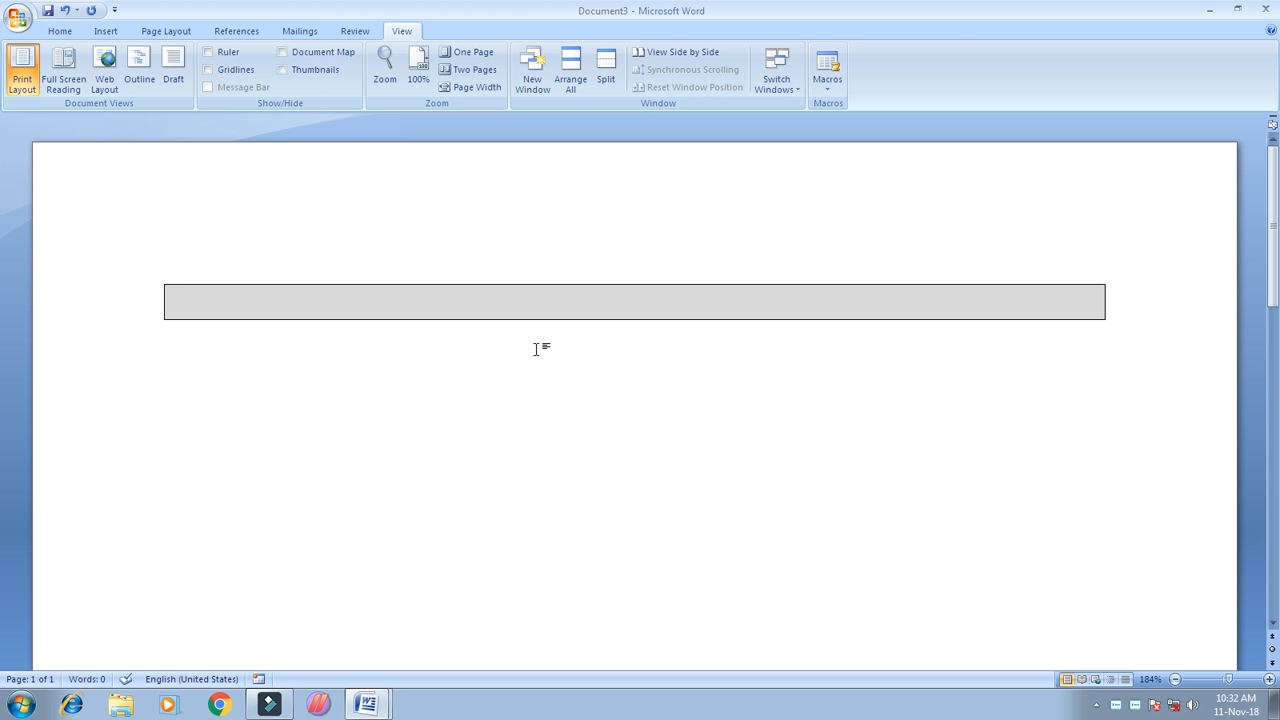 Document3 - Microsoft Word
Home Insert Page Layout References Mailings Review View
Print Layout
Full Screen Reading
Web Layout
Outline
Draft
Document Views
Ruler
Gridlines
Message Bar
Document Map
Thumbnails
Show/Hide
Zoom
100%
One Page
Two Pages
Page Width
Zoom
New Window
Arrange All
Split
View Side by Side
Synchronous Scrolling
Reset Window Position
Switch Windows
Window
Macros
Macros
Page: 1 of 1 Words: 0 English (United States) 184%
10:32 AM
11-Nov-18